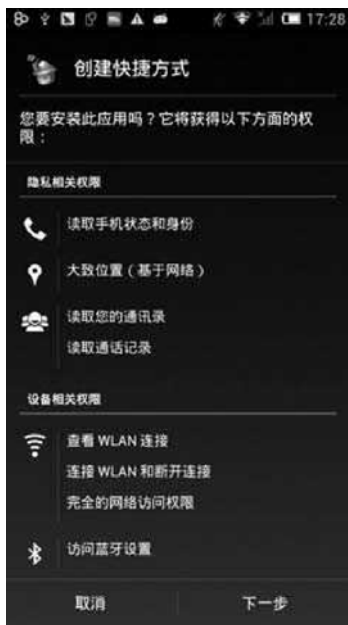 17:28
创建快捷方式
您要安装此应用吗？它将获得以下方面的权
限：
隐私相关权限
读取手机状态和身份
大致位置（基于网络）
读取您的通讯录
读取通话记录
设备相关权限
查看 WLAN 连接
连接 WLAN 和断开连接
完全的网络访问权限
访问蓝牙设置
取消 下一步